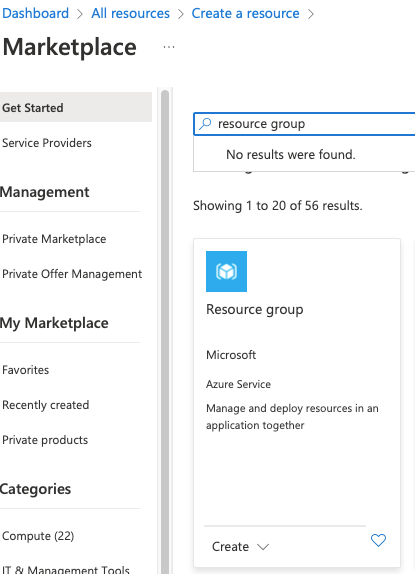 Dashboard > All resources > Create a resource >
Marketplace ...
Get Started
Service Providers
Management
Private Marketplace
Private Offer Management
My Marketplace
Favorites
Recently created
Private products
Categories
Compute (22)
IT & Management Tools
resource group
No results were found.
Showing 1 to 20 of 56 results.
Resource group
Microsoft
Azure Service
Manage and deploy resources in an
application together
Create